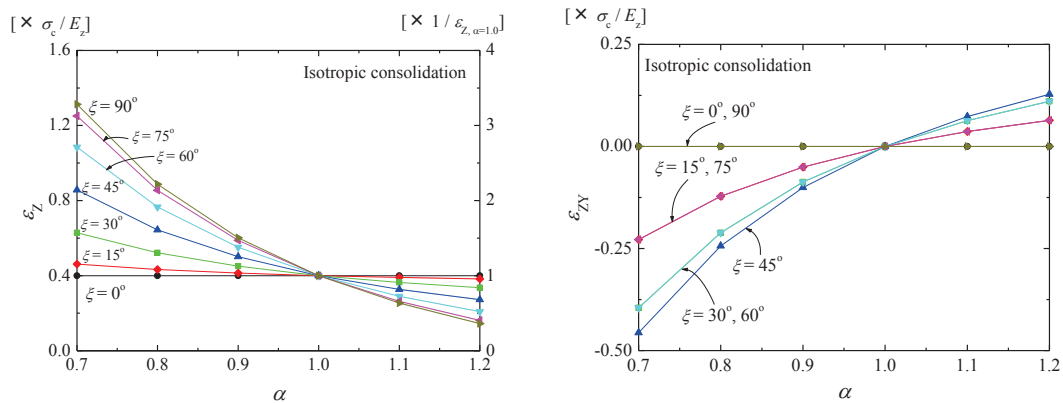 [ × σc / Ez]
[ × 1 / εZ, α=1.0]
1.6
1.2
0.8
0.4
0.0
εZ
4
3
2
1
0
Isotropic consolidation
ξ = 90°
ξ = 75°
ξ = 60°
ξ = 45°
ξ = 30°
ξ = 15°
ξ = 0°
0.7 0.8 0.9 1.0 1.1 1.2
α
[ × σc / Ez]
0.25
0.00
-0.25
-0.50
εZY
Isotropic consolidation
ξ = 0°, 90°
ξ = 15°, 75°
ξ = 45°
ξ = 30°, 60°
0.7 0.8 0.9 1.0 1.1 1.2
α